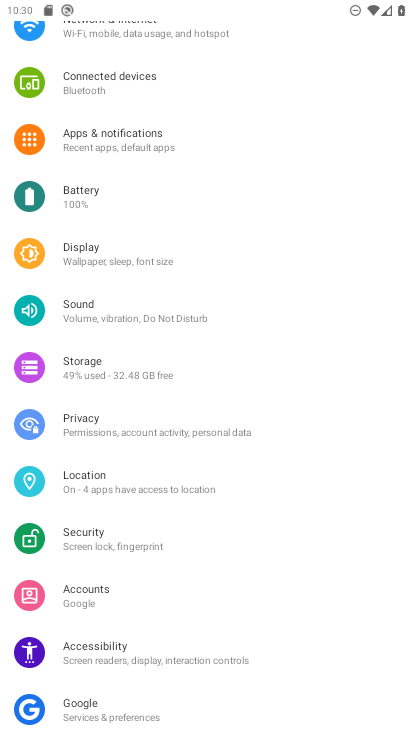 10:30
Network & internet
Wi-Fi, mobile, data usage, and hotspot
Connected devices
Bluetooth
Apps & notifications
Recent apps, default apps
Battery
100%
Display
Wallpaper, sleep, font size
Sound
Volume, vibration, Do Not Disturb
Storage
49% used - 32.48 GB free
Privacy
Permissions, account activity, personal data
Location
On - 4 apps have access to location
Security
Screen lock, fingerprint
Accounts
Google
Accessibility
Screen readers, display, interaction controls
Google
Services & preferences